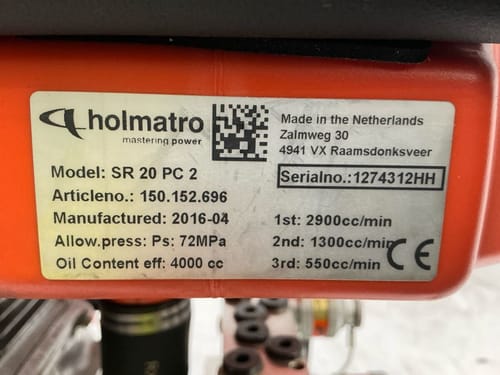 holmatro
mastering power
Made in the Netherlands
Zalmweg 30
4941 VX Raamsdonksveer
Model: SR 20 PC 2
Serialno.:1274312HH
Articleno.: 150.152.696
Manufactured: 2016-04
1st: 2900cc/min
Allow.press: Ps: 72MPa
2nd: 1300cc/min
Oil Content eff: 4000 cc
3rd: 550cc/min
CE